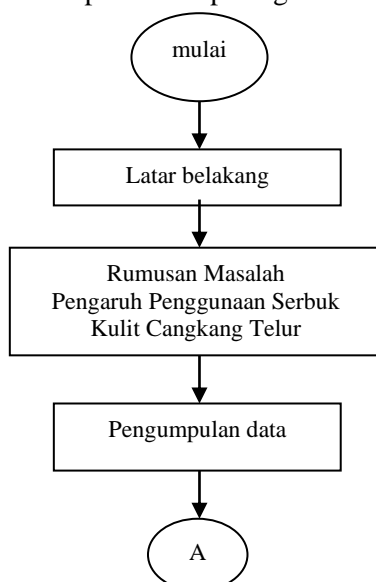 mulai
Latar belakang
Rumusan Masalah
Pengaruh Penggunaan Serbuk
Kulit Cangkang Telur
Pengumpulan data
A